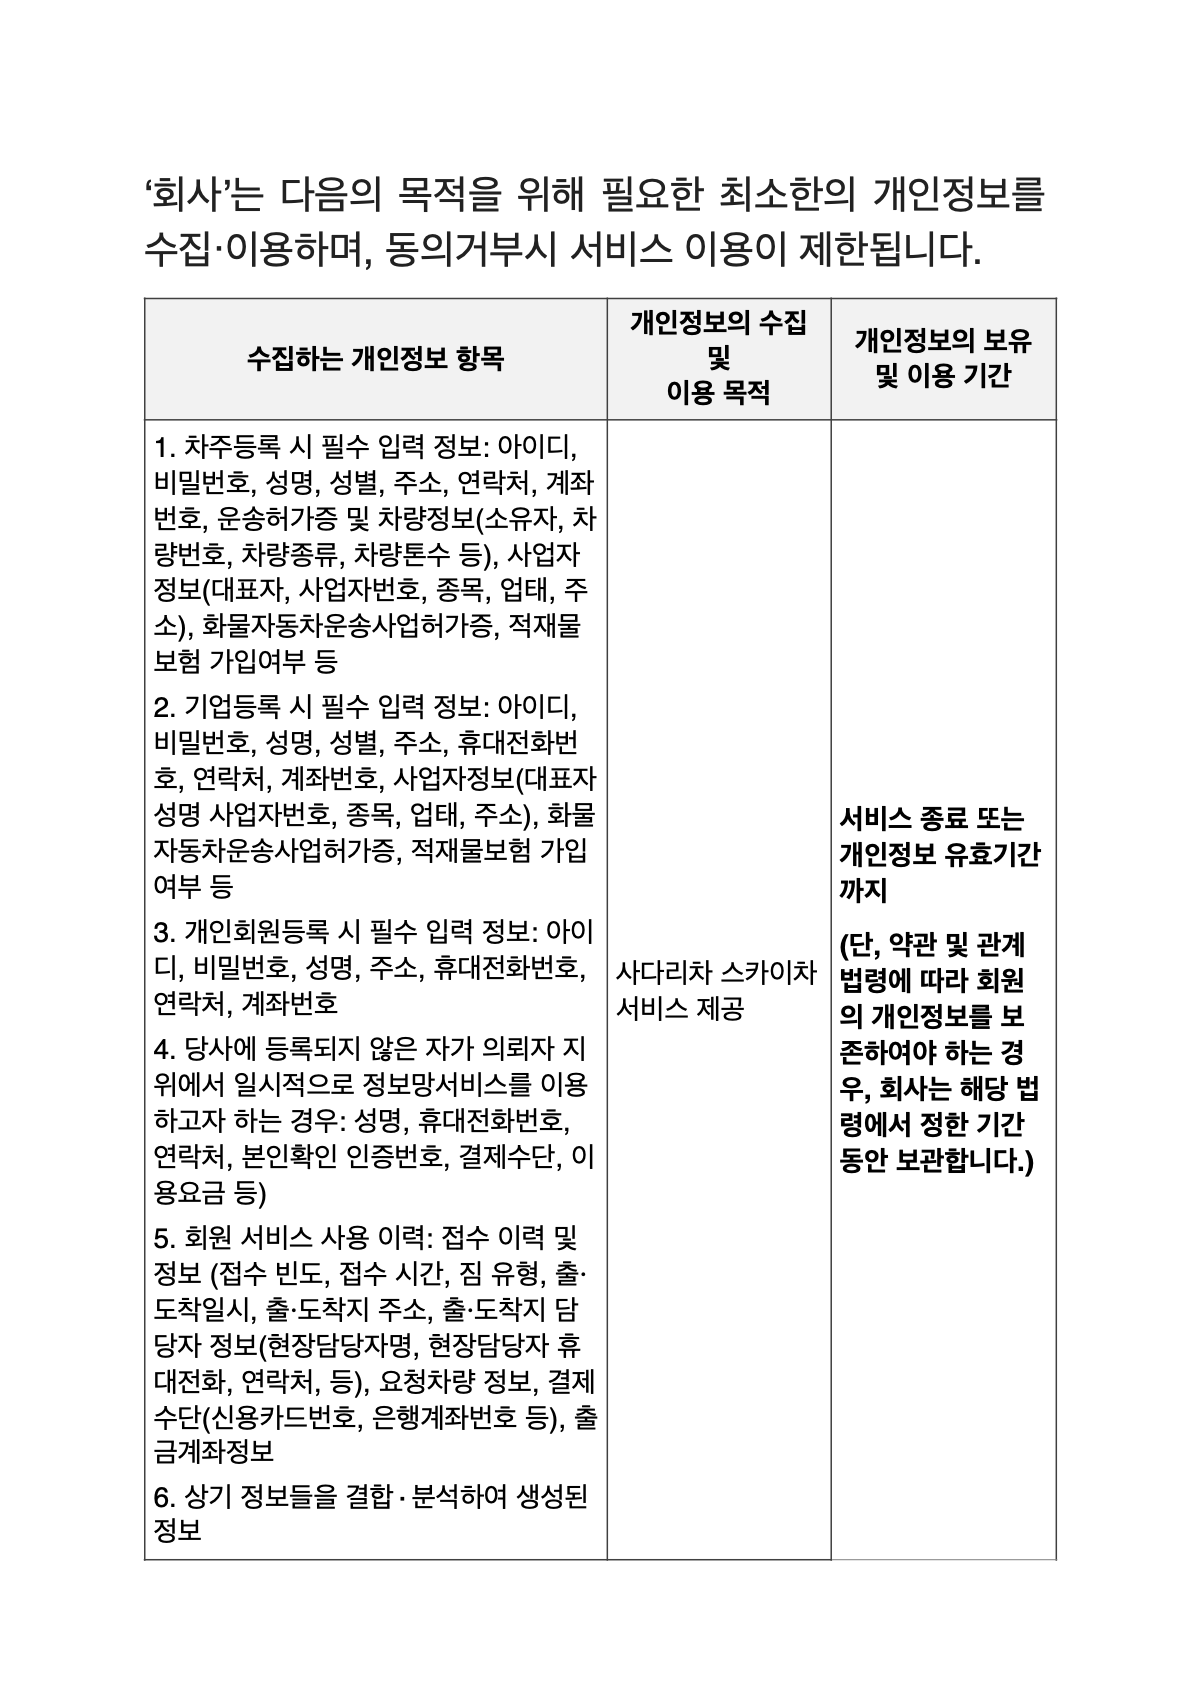 ‘회사’는 다음의 목적을 위해 필요한 최소한의 개인정보를
수집·이용하며, 동의거부시 서비스 이용이 제한됩니다.
수집하는 개인정보 항목
개인정보의 수집
및
이용 목적
개인정보의 보유
및 이용 기간
1. 차주등록 시 필수 입력 정보: 아이디,
비밀번호, 성명, 성별, 주소, 연락처, 계좌
번호, 운송허가증 및 차량정보(소유자, 차
량번호, 차량종류, 차량톤수 등), 사업자
정보(대표자, 사업자번호, 종목, 업태, 주
소), 화물자동차운송사업허가증, 적재물
보험 가입여부 등
2. 기업등록 시 필수 입력 정보: 아이디,
비밀번호, 성명, 성별, 주소, 휴대전화번
호, 연락처, 계좌번호, 사업자정보(대표자
성명 사업자번호, 종목, 업태, 주소), 화물
자동차운송사업허가증, 적재물보험 가입
여부 등
3. 개인회원등록 시 필수 입력 정보: 아이
디, 비밀번호, 성명, 주소, 휴대전화번호,
연락처, 계좌번호
4. 당사에 등록되지 않은 자가 의뢰자 지
위에서 일시적으로 정보망서비스를 이용
하고자 하는 경우: 성명, 휴대전화번호,
연락처, 본인확인 인증번호, 결제수단, 이
용요금 등)
5. 회원 서비스 사용 이력: 접수 이력 및
정보 (접수 빈도, 접수 시간, 짐 유형, 출·
도착일시, 출·도착지 주소, 출·도착지 담
당자 정보(현장담당자명, 현장담당자 휴
대전화, 연락처, 등), 요청차량 정보, 결제
수단(신용카드번호, 은행계좌번호 등), 출
금계좌정보
6. 상기 정보들을 결합 · 분석하여 생성된
정보
사다리차 스카이차
서비스 제공
서비스 종료 또는
개인정보 유효기간
까지
(단, 약관 및 관계
법령에 따라 회원
의 개인정보를 보
존하여야 하는 경
우, 회사는 해당 법
령에서 정한 기간
동안 보관합니다.)